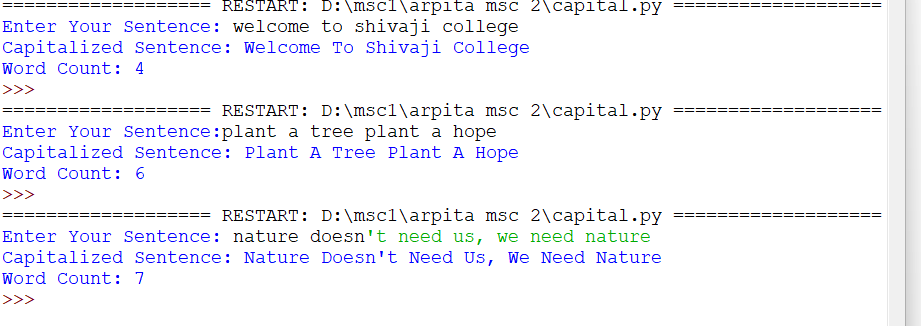 =================== RESTART: D:\msc1\arpita msc 2\capital.py ===================
Enter Your Sentence: welcome to shivaji college
Capitalized Sentence: Welcome To Shivaji College
Word Count: 4
>>>
=================== RESTART: D:\msc1\arpita msc 2\capital.py ===================
Enter Your Sentence:plant a tree plant a hope
Capitalized Sentence: Plant A Tree Plant A Hope
Word Count: 6
>>>
=================== RESTART: D:\msc1\arpita msc 2\capital.py ===================
Enter Your Sentence: nature doesn't need us, we need nature
Capitalized Sentence: Nature Doesn't Need Us, We Need Nature
Word Count: 7
>>>